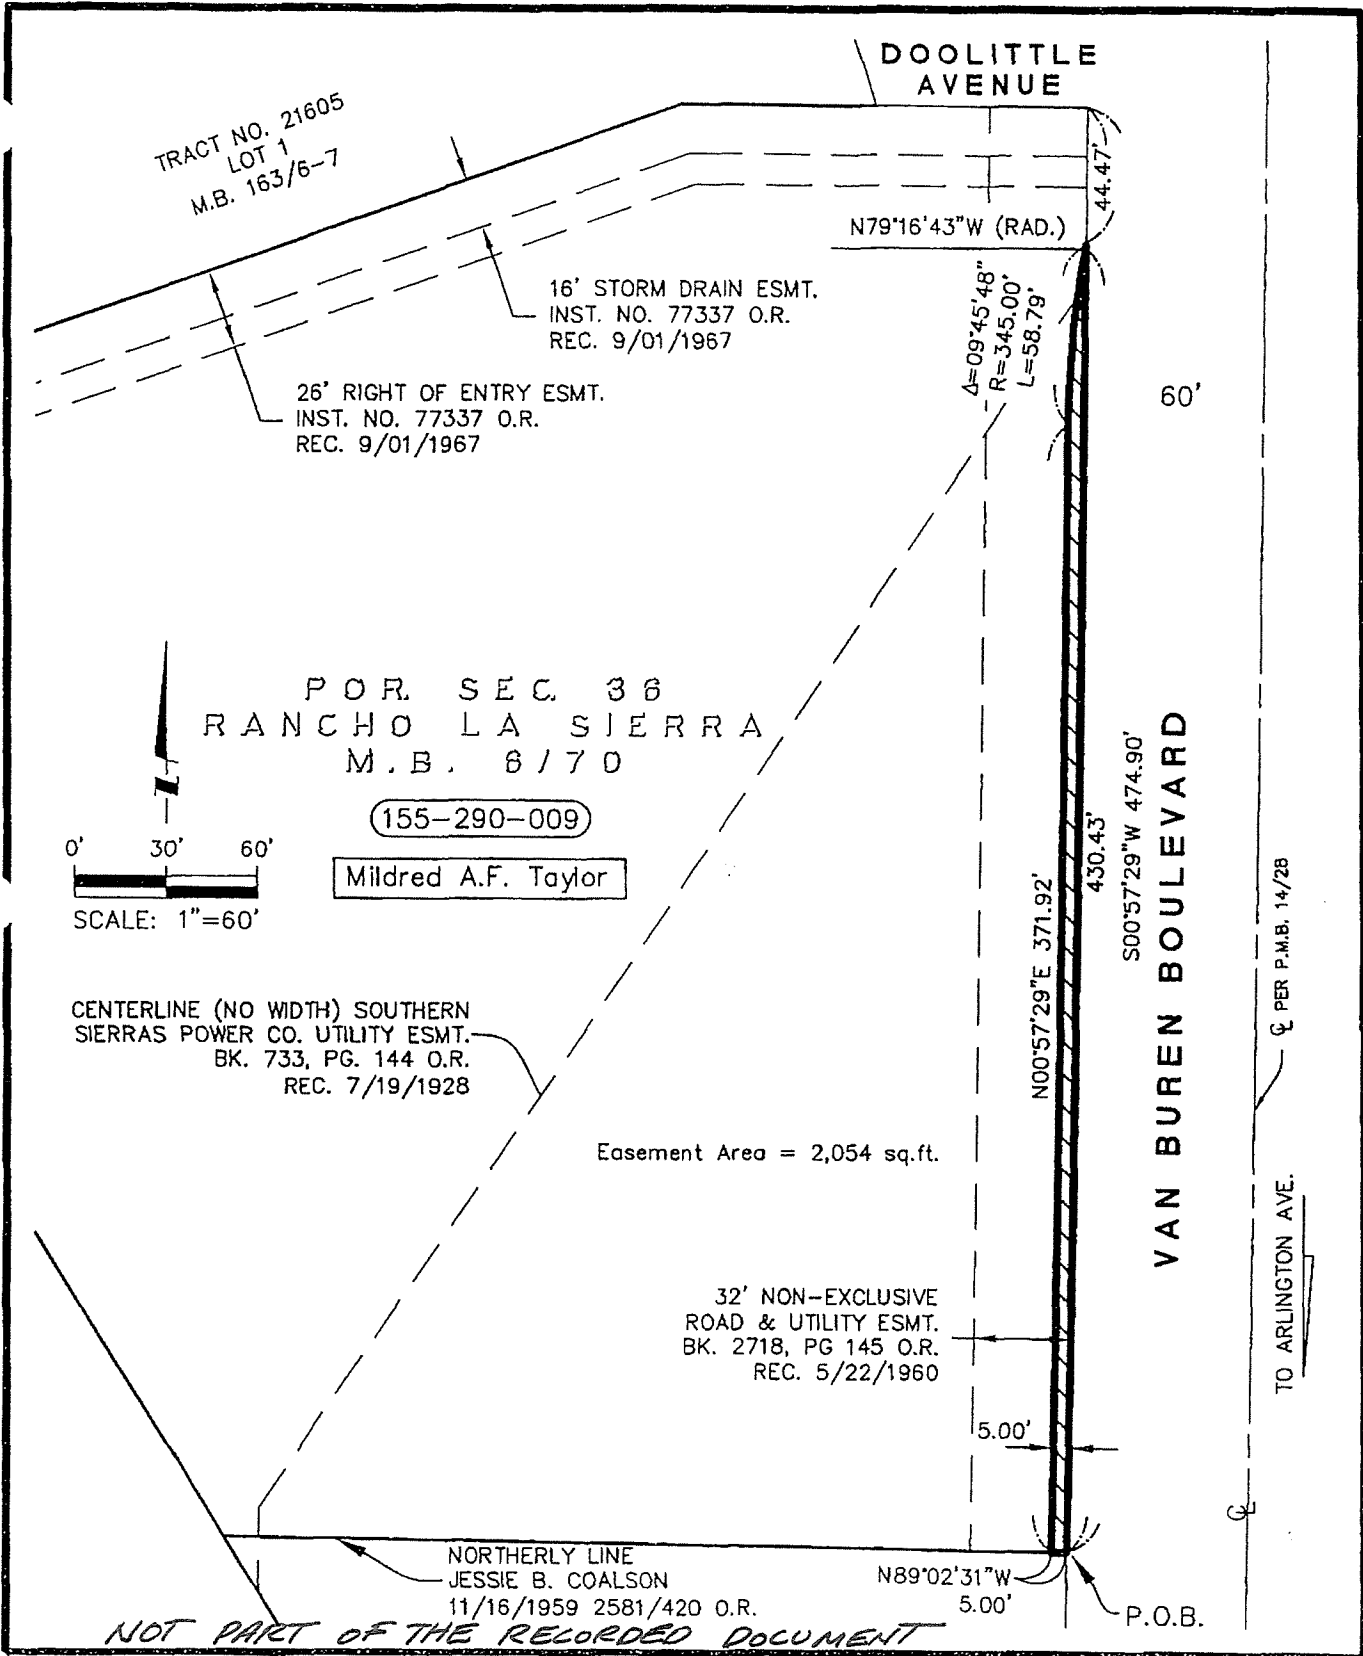 DOOLITTLE
AVENUE
TRACT NO. 21605
LOT 1
M.B. 163/6-7
44.47'
N79°16'43"W (RAD.)
16' STORM DRAIN ESMT.
INST. NO. 77337 O.R.
REC. 9/01/1967
Δ=09°45'48"
R=345.00'
L=58.79'
26' RIGHT OF ENTRY ESMT.
INST. NO. 77337 O.R.
REC. 9/01/1967
60'
POR. SEC. 36
RANCHO LA SIERRA
M.B. 6/70
155-290-009
Mildred A.F. Taylor
0' 30' 60'
SCALE: 1"=60'
N00°57'29"E 371.92'
430.43'
S00°57'29"W 474.90'
VAN BUREN BOULEVARD
℄ PER P.M.B. 14/28
CENTERLINE (NO WIDTH) SOUTHERN
SIERRAS POWER CO. UTILITY ESMT.
BK. 733, PG. 144 O.R.
REC. 7/19/1928
Easement Area = 2,054 sq.ft.
32' NON-EXCLUSIVE
ROAD & UTILITY ESMT.
BK. 2718, PG 145 O.R.
REC. 5/22/1960
TO ARLINGTON AVE.
5.00'
℄
NORTHERLY LINE
JESSIE B. COALSON
11/16/1959 2581/420 O.R.
N89°02'31"W
5.00'
P.O.B.
NOT PART OF THE RECORDED DOCUMENT